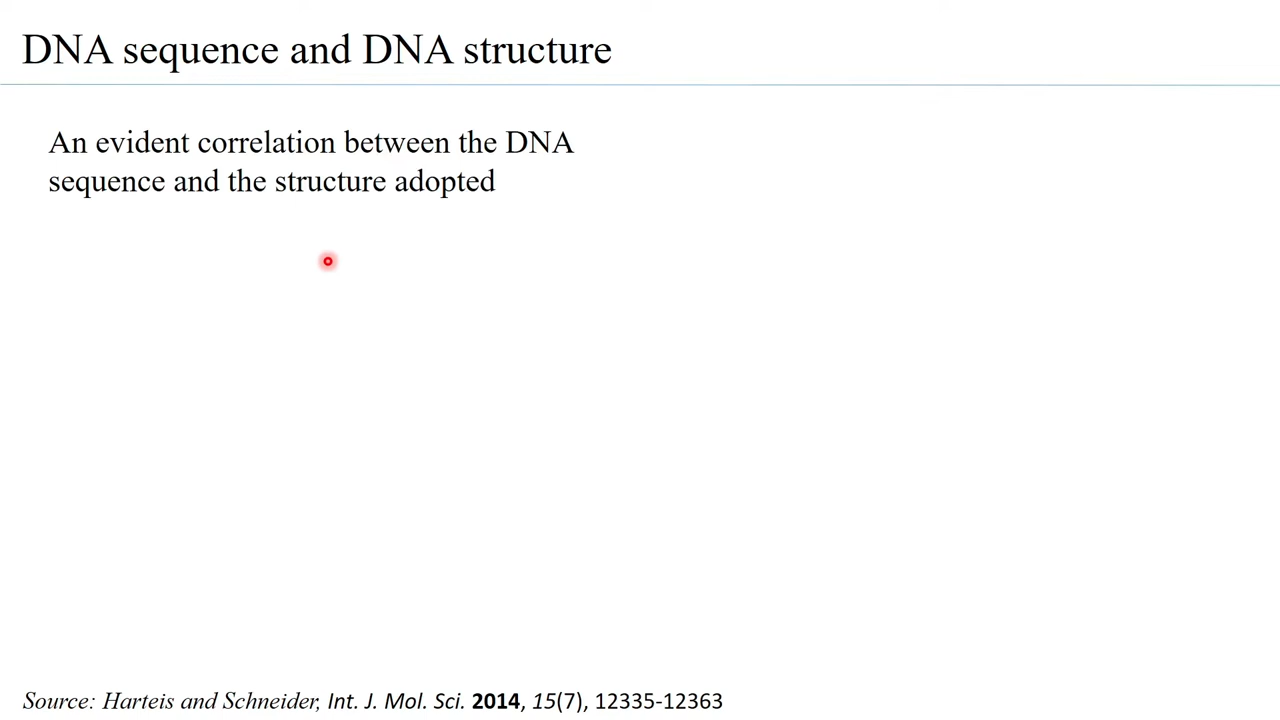 DNA sequence and DNA structure
An evident correlation between the DNA
sequence and the structure adopted
Source: Harteis and Schneider, Int. J. Mol. Sci. 2014, 15(7), 12335-12363